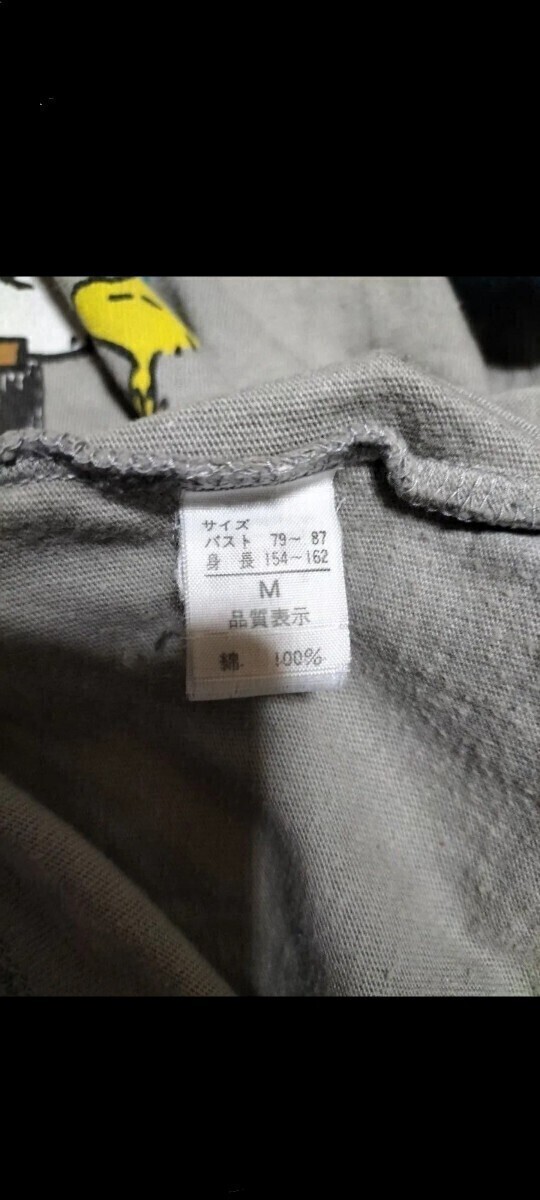 サイズ
バスト 79～87
身長 154～162
M
品質表示
綿 100%